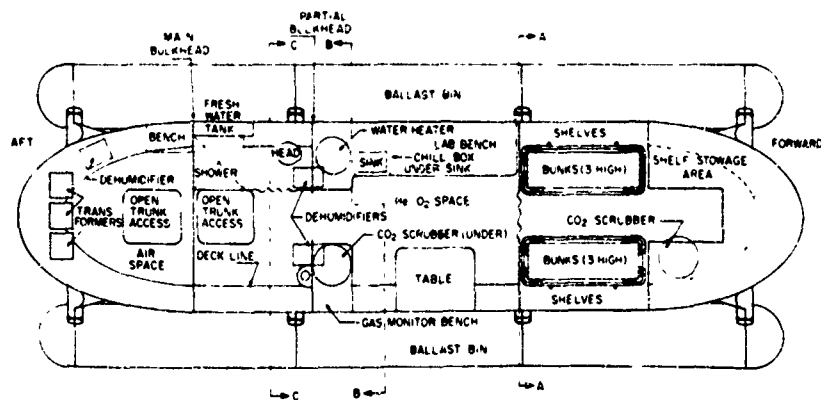 PARTIAL
BULKHEAD
MAIN
BULKHEAD
C
B
A
BALLAST BIN
FRESH
WATER
TANK
WATER HEATER
SHELVES
AFT
BENCH
HEAD
LAB BENCH
FORWARD
SINK
CHILL BOX
UNDER SINK
BUNKS (3 HIGH)
SHELF STORAGE
AREA
SHOWER
DEHUMIDIFIER
TRANS
FORMERS
OPEN
TRUNK
ACCESS
OPEN
TRUNK
ACCESS
DEHUMIDIFIERS
He O2 SPACE
CO2 SCRUBBER
CO2 SCRUBBER (UNDER)
AIR
SPACE
DECK LINE
TABLE
BUNKS (3 HIGH)
SHELVES
GAS MONITOR BENCH
BALLAST BIN
C
B
A